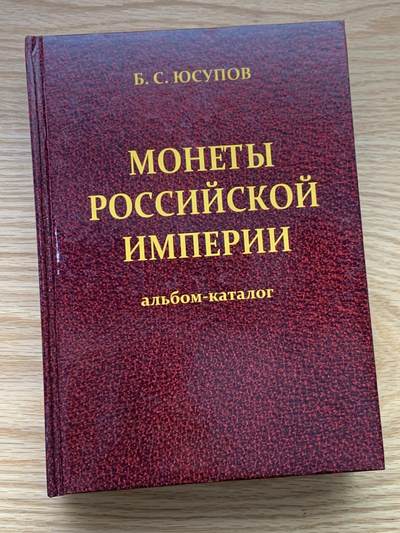 Б. С. ЮСУПОВ
МОНЕТЫ
РОССИЙСКОЙ
ИМПЕРИИ
альбом-каталог